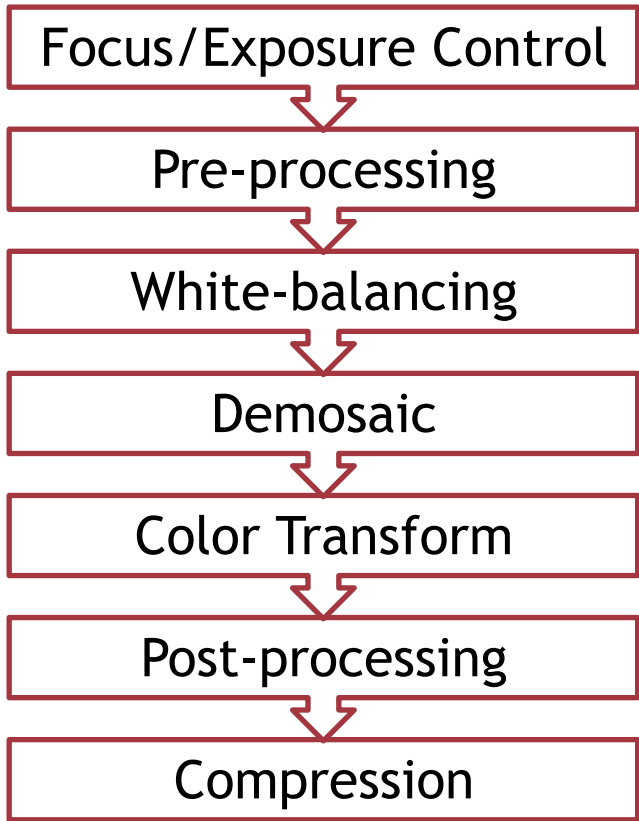 Focus/Exposure Control
Pre-processing
White-balancing
Demosaic
Color Transform
Post-processing
Compression